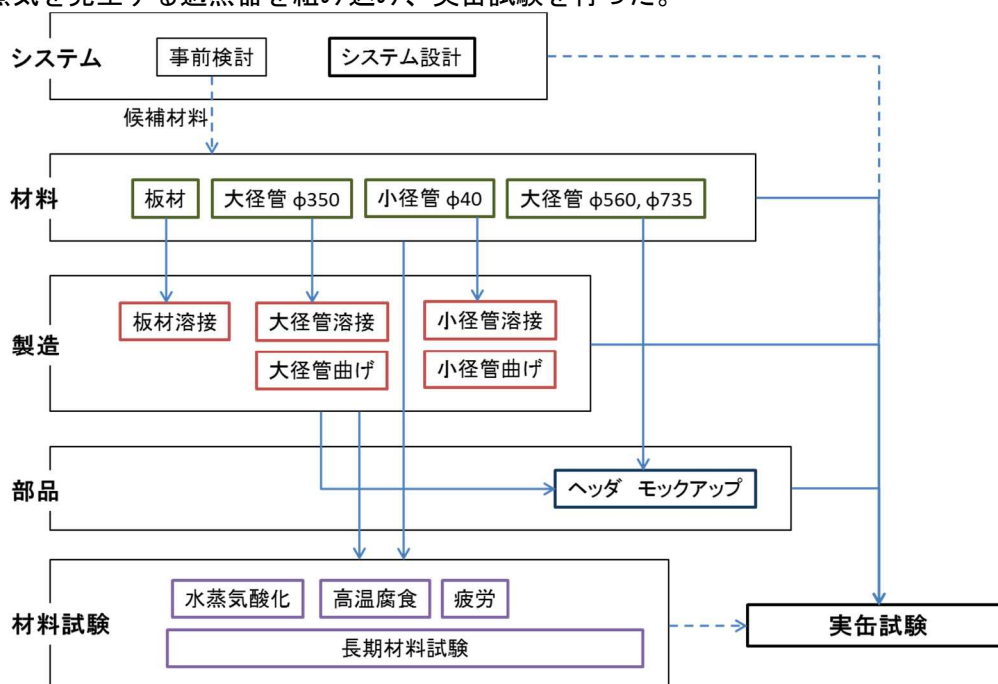 蒸気を発生する過熱器を組み込み、実缶試験を行った。
システム
事前検討
システム設計
候補材料
材料
板材
大径管 φ350
小径管 φ40
大径管 φ560, φ735
製造
板材溶接
大径管溶接
小径管溶接
大径管曲げ
小径管曲げ
部品
ヘッダ モックアップ
材料試験
水蒸気酸化
高温腐食
疲労
長期材料試験
実缶試験